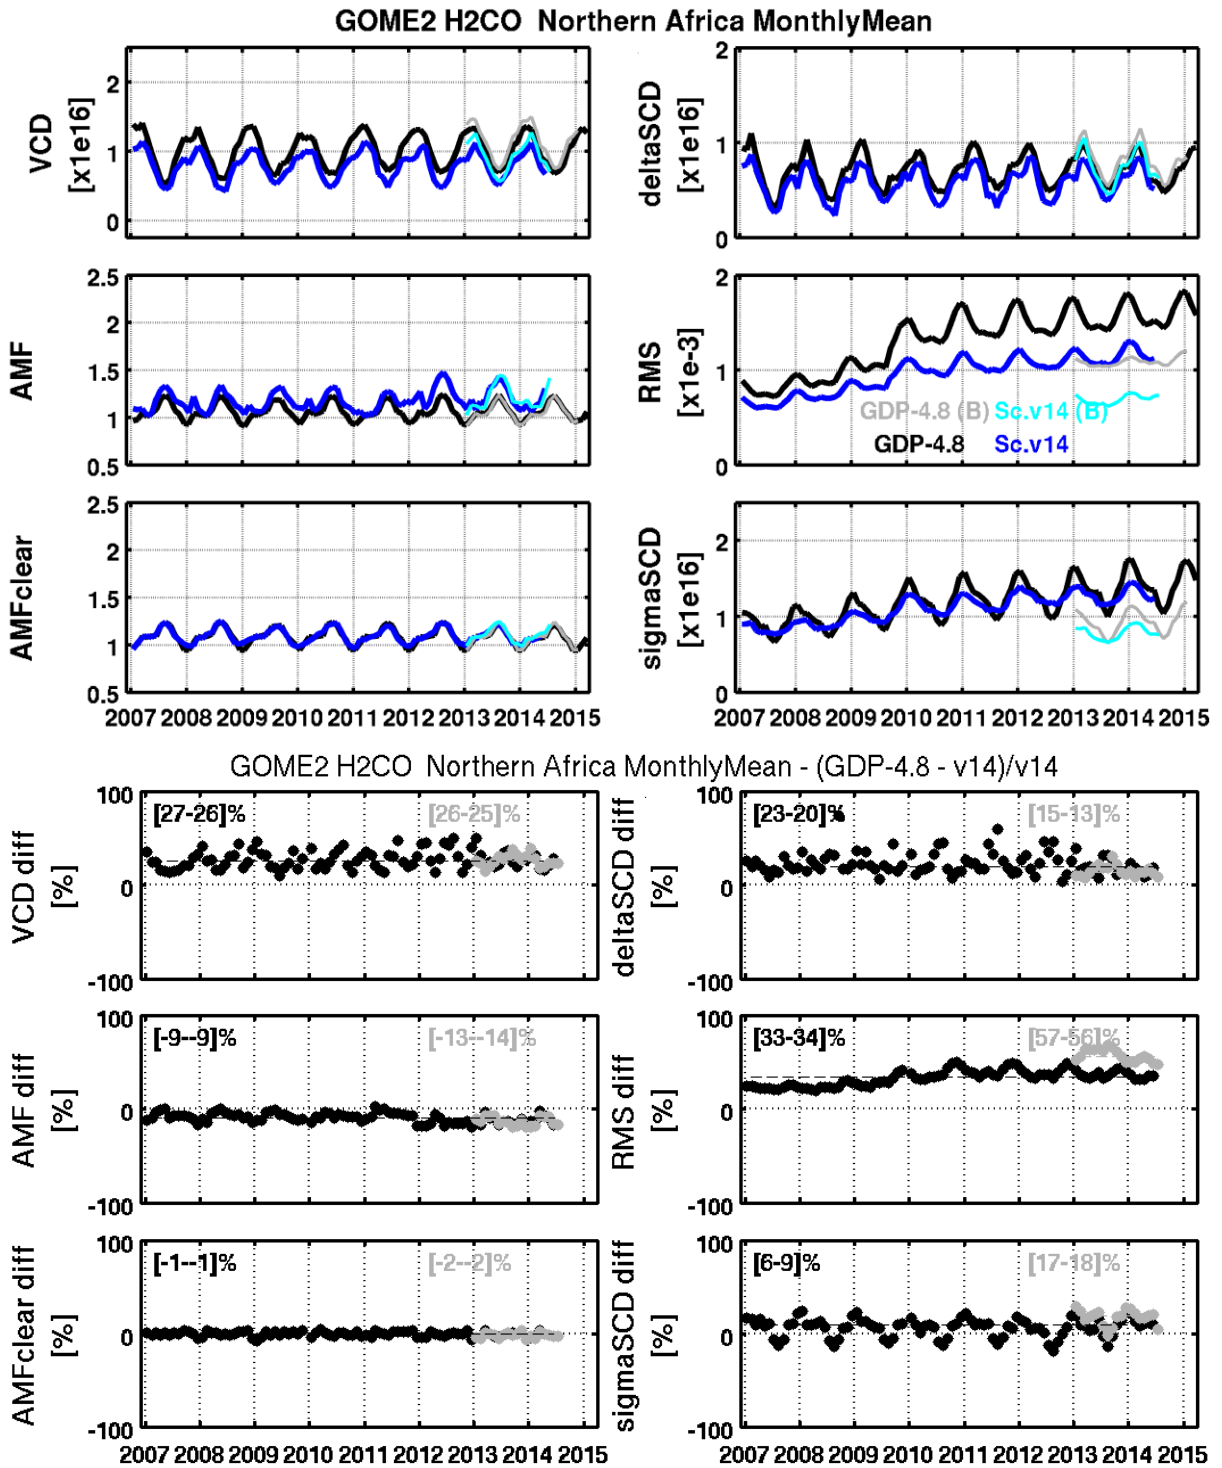 GOME2 H2CO  Northern Africa MonthlyMean
VCD
[x1e16]
2
1
0
deltaSCD
[x1e16]
2
1
0
AMF
2.5
2
1.5
1
0.5
RMS
[x1e-3]
2
1
0
GDP-4.8 (B) Sc.v14 (B)
GDP-4.8 Sc.v14
AMFclear
2.5
2
1.5
1
0.5
2007 2008 2009 2010 2011 2012 2013 2014 2015
sigmaSCD
[x1e16]
2
1
0
2007 2008 2009 2010 2011 2012 2013 2014 2015
GOME2 H2CO  Northern Africa MonthlyMean - (GDP-4.8 - v14)/v14
VCD diff
[%]
100
0
-100
[27-26]% [26-25]%
deltaSCD diff
[%]
100
0
-100
[23-20]% [15-13]%
AMF diff
[%]
100
0
-100
[-9--9]% [-13--14]%
RMS diff
[%]
100
0
-100
[33-34]% [57-56]%
AMFclear diff
[%]
100
0
-100
[-1--1]% [-2--2]%
2007 2008 2009 2010 2011 2012 2013 2014 2015
sigmaSCD diff
[%]
100
0
-100
[6-9]% [17-18]%
2007 2008 2009 2010 2011 2012 2013 2014 2015